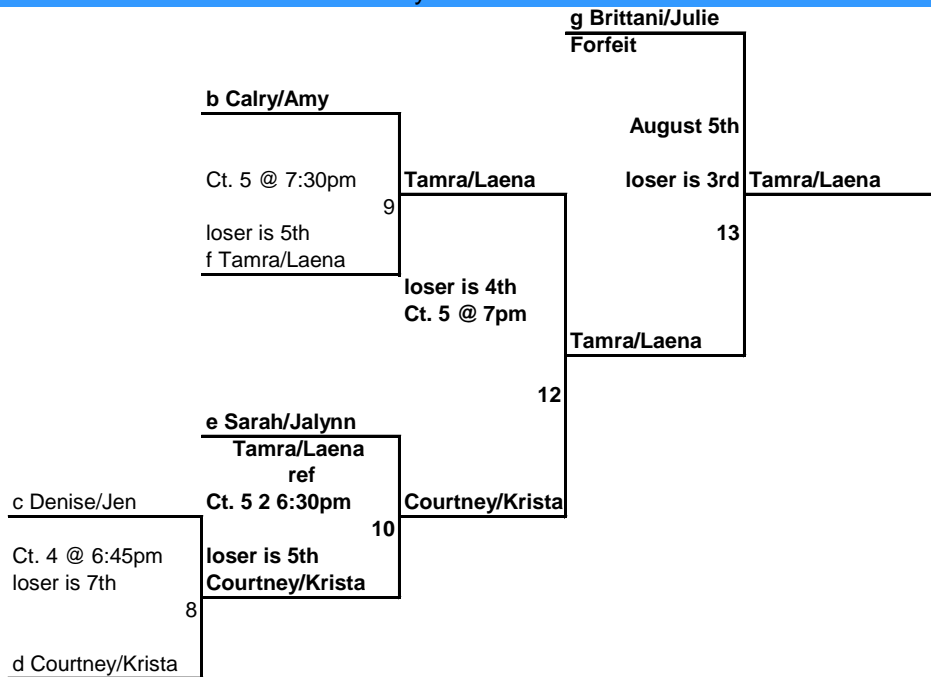 g Brittani/Julie
Forfeit
b Calry/Amy
August 5th
Ct. 5 @ 7:30pm
Tamra/Laena
loser is 3rd
Tamra/Laena
9
loser is 5th
13
f Tamra/Laena
loser is 4th
Ct. 5 @ 7pm
Tamra/Laena
12
e Sarah/Jalynn
Tamra/Laena
ref
c Denise/Jen
Ct. 5 2 6:30pm
Courtney/Krista
10
Ct. 4 @ 6:45pm
loser is 5th
loser is 7th
Courtney/Krista
8
d Courtney/Krista